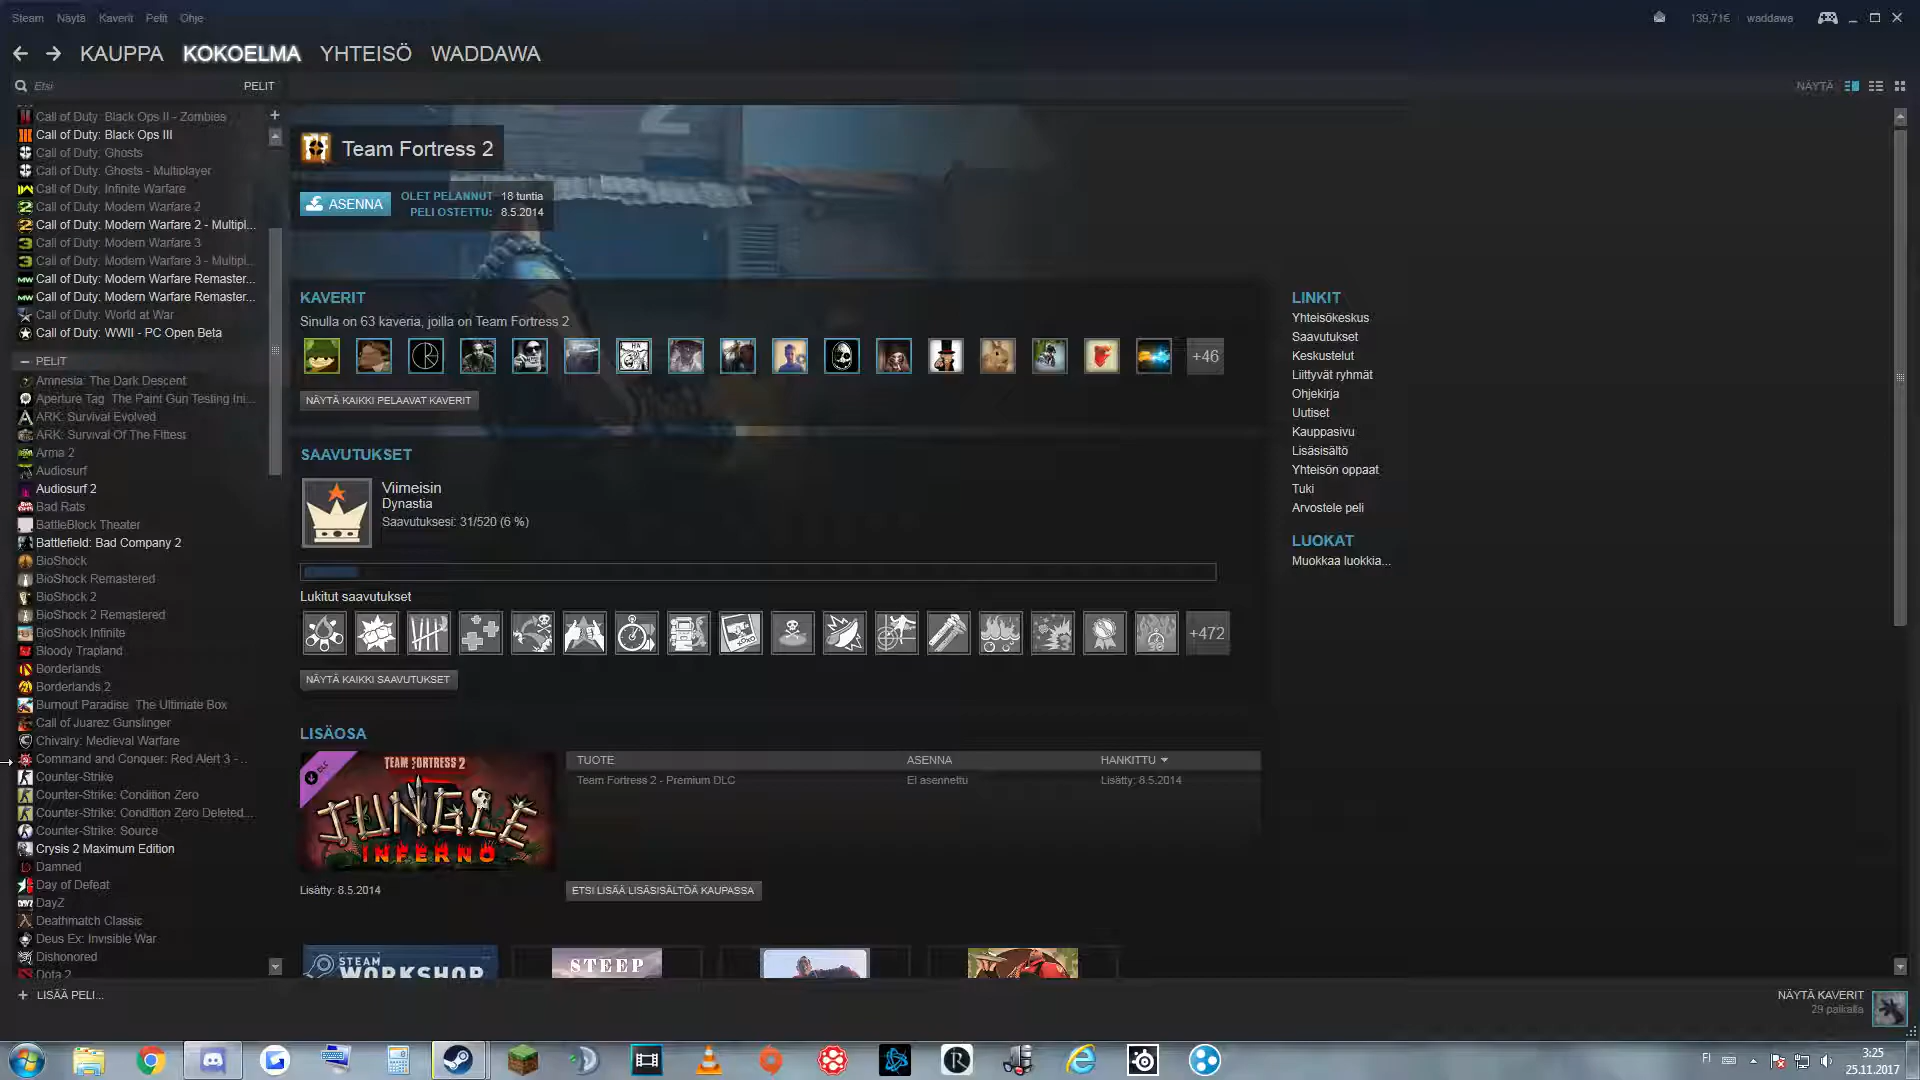 Steam Näytä Kaverit Pelit Ohje
139,71€ waddawa
KAUPPA KOKOELMA YHTEISÖ WADDAWA
Etsi PELIT
NÄYTÄ
Call of Duty: Black Ops II - Zombies
Call of Duty: Black Ops III
Call of Duty: Ghosts
Call of Duty: Ghosts - Multiplayer
Call of Duty: Infinite Warfare
Call of Duty: Modern Warfare 2
Call of Duty: Modern Warfare 2 - Multipl...
Call of Duty: Modern Warfare 3
Call of Duty: Modern Warfare 3 - Multipl...
Call of Duty: Modern Warfare Remaster...
Call of Duty: Modern Warfare Remaster...
Call of Duty: World at War
Call of Duty: WWII - PC Open Beta
PELIT
Amnesia: The Dark Descent
Aperture Tag: The Paint Gun Testing Ini...
ARK: Survival Evolved
ARK: Survival Of The Fittest
Arma 2
Audiosurf
Audiosurf 2
Bad Rats
BattleBlock Theater
Battlefield: Bad Company 2
BioShock
BioShock Remastered
BioShock 2
BioShock 2 Remastered
BioShock Infinite
Bloody Trapland
Borderlands
Borderlands 2
Burnout Paradise: The Ultimate Box
Call of Juarez Gunslinger
Chivalry: Medieval Warfare
Command and Conquer: Red Alert 3 - ..
Counter-Strike
Counter-Strike: Condition Zero
Counter-Strike: Condition Zero Deleted...
Counter-Strike: Source
Crysis 2 Maximum Edition
Damned
Day of Defeat
DayZ
Deathmatch Classic
Deus Ex: Invisible War
Dishonored
Dota 2
LISÄÄ PELI...
Team Fortress 2
ASENNA
OLET PELANNUT 18 tuntia
PELI OSTETTU: 8.5.2014
KAVERIT
Sinulla on 63 kaveria, joilla on Team Fortress 2
+46
NÄYTÄ KAIKKI PELAAVAT KAVERIT
SAAVUTUKSET
Viimeisin
Dynastia
Saavutuksesi: 31/520 (6 %)
Lukitut saavutukset
+472
NÄYTÄ KAIKKI SAAVUTUKSET
LISÄOSA
DLC
TEAM FORTRESS 2
JUNGLE
INFERNO
Lisätty: 8.5.2014
TUOTE ASENNA HANKITTU
Team Fortress 2 - Premium DLC Ei asennettu Lisätty: 8.5.2014
ETSI LISÄÄ LISÄSISÄLTÖÄ KAUPASSA
STEAM
WORKSHOP
STEEP
LINKIT
Yhteisökeskus
Saavutukset
Keskustelut
Liittyvät ryhmät
Ohjekirja
Uutiset
Kauppasivu
Lisäsisältö
Yhteisön oppaat
Tuki
Arvostele peli
LUOKAT
Muokkaa luokkia...
NÄYTÄ KAVERIT
29 paikalla
FI
3:25
25.11.2017